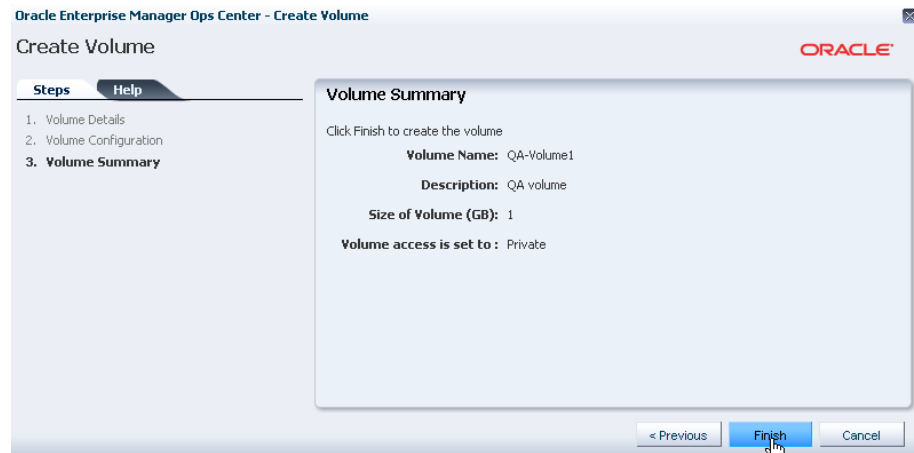 Oracle Enterprise Manager Ops Center - Create Volume
Create Volume
ORACLE
Steps Help
1. Volume Details
2. Volume Configuration
3. Volume Summary
Volume Summary
Click Finish to create the volume
Volume Name: QA-Volume1
Description: QA volume
Size of Volume (GB): 1
Volume access is set to : Private
< Previous Finish Cancel